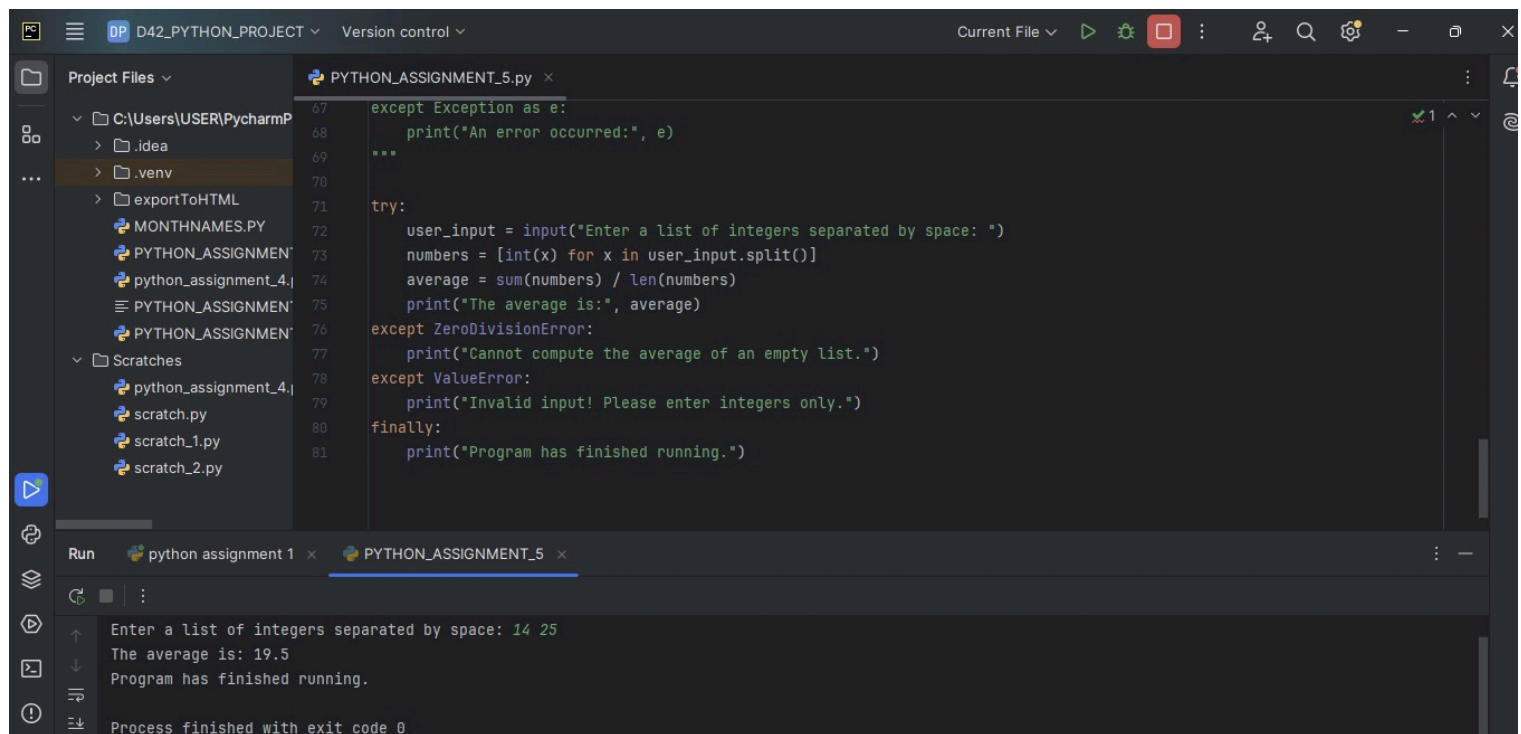 PC
DP D42_PYTHON_PROJECT Version control Current File
Project Files
PYTHON_ASSIGNMENT_5.py
C:\Users\USER\PycharmP
.idea
.venv
exportToHTML
MONTHNAMES.PY
PYTHON_ASSIGNMENT
python_assignment_4.p
PYTHON_ASSIGNMENT
PYTHON_ASSIGNMENT
Scratches
python_assignment_4.p
scratch.py
scratch_1.py
scratch_2.py
1
67 except Exception as e:
68     print("An error occurred:", e)
69 """
70
71 try:
72     user_input = input("Enter a list of integers separated by space: ")
73     numbers = [int(x) for x in user_input.split()]
74     average = sum(numbers) / len(numbers)
75     print("The average is:", average)
76 except ZeroDivisionError:
77     print("Cannot compute the average of an empty list.")
78 except ValueError:
79     print("Invalid input! Please enter integers only.")
80 finally:
81     print("Program has finished running.")
Run python assignment 1 PYTHON_ASSIGNMENT_5
Enter a list of integers separated by space: 14 25
The average is: 19.5
Program has finished running.
Process finished with exit code 0